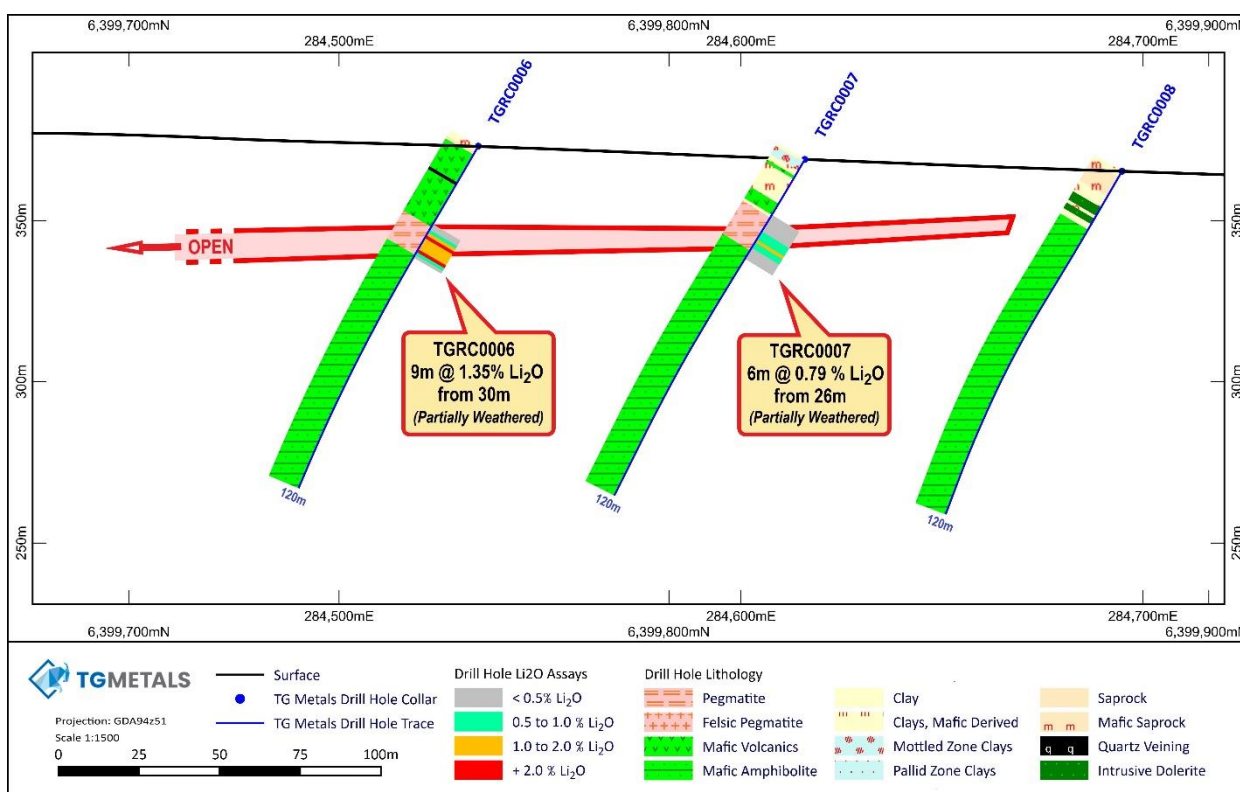 6,399,700mN 6,399,800mN 6,399,900mN
284,500mE 284,600mE 284,700mE
TGRC0006
TGRC0007
TGRC0008
350m
350m
OPEN
300m
300m
TGRC0006
9m @ 1.35% Li₂O
from 30m
(Partially Weathered)
TGRC0007
6m @ 0.79 % Li₂O
from 26m
(Partially Weathered)
120m
120m
120m
250m
250m
284,500mE 284,600mE 284,700mE
6,399,700mN 6,399,800mN 6,399,900mN
TGMETALS
Projection: GDA94z51
Scale 1:1500
0 25 50 75 100m
Surface
TG Metals Drill Hole Collar
TG Metals Drill Hole Trace
Drill Hole Li2O Assays
< 0.5% Li₂O
0.5 to 1.0 % Li₂O
1.0 to 2.0 % Li₂O
+ 2.0 % Li₂O
Drill Hole Lithology
Pegmatite
Felsic Pegmatite
Mafic Volcanics
Mafic Amphibolite
Clay
Clays, Mafic Derived
Mottled Zone Clays
Pallid Zone Clays
Saprock
Mafic Saprock
Quartz Veining
Intrusive Dolerite